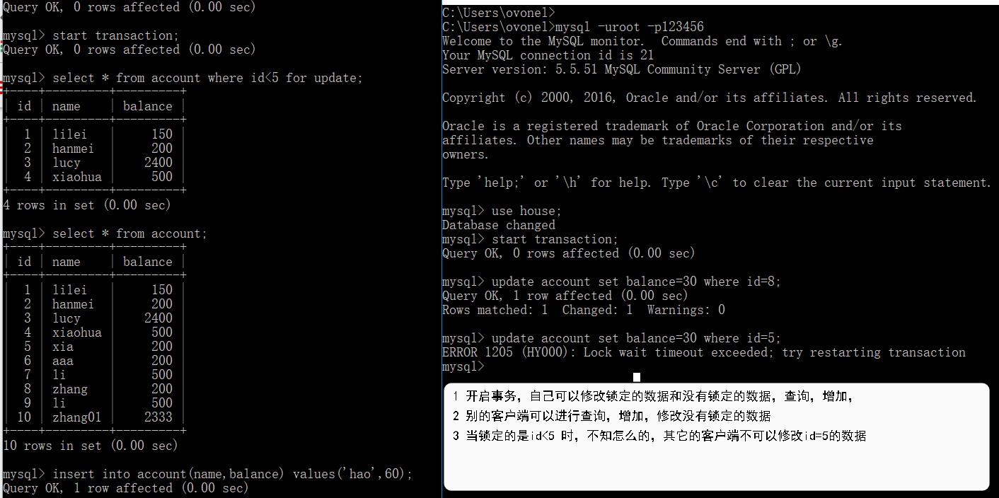 Query OK, 0 rows affected (0.00 sec)
mysql> start transaction;
Query OK, 0 rows affected (0.00 sec)
mysql> select * from account where id<5 for update;
+----+---------+---------+
| id | name    | balance |
+----+---------+---------+
|  1 | lilei   |     150 |
|  2 | hanmei  |     200 |
|  3 | lucy    |    2400 |
|  4 | xiaohua |     500 |
+----+---------+---------+
4 rows in set (0.00 sec)
mysql> select * from account;
+----+---------+---------+
| id | name    | balance |
+----+---------+---------+
|  1 | lilei   |     150 |
|  2 | hanmei  |     200 |
|  3 | lucy    |    2400 |
|  4 | xiaohua |     500 |
|  5 | xia     |     200 |
|  6 | aaa     |     200 |
|  7 | li      |     500 |
|  8 | zhang   |     200 |
|  9 | li      |     500 |
| 10 | zhang01 |    2333 |
+----+---------+---------+
10 rows in set (0.00 sec)
mysql> insert into account(name,balance) values('hao',60);
Query OK, 1 row affected (0.00 sec)
C:\Users\ovonel>
C:\Users\ovonel>mysql -uroot -p123456
Welcome to the MySQL monitor.  Commands end with ; or \g.
Your MySQL connection id is 21
Server version: 5.5.51 MySQL Community Server (GPL)
Copyright (c) 2000, 2016, Oracle and/or its affiliates. All rights reserved.
Oracle is a registered trademark of Oracle Corporation and/or its
affiliates. Other names may be trademarks of their respective
owners.
Type 'help;' or '\h' for help. Type '\c' to clear the current input statement.
mysql> use house;
Database changed
mysql> start transaction;
Query OK, 0 rows affected (0.00 sec)
mysql> update account set balance=30 where id=8;
Query OK, 1 row affected (0.00 sec)
Rows matched: 1  Changed: 1  Warnings: 0
mysql> update account set balance=30 where id=5;
ERROR 1205 (HY000): Lock wait timeout exceeded; try restarting transaction
mysql>
1 开启事务，自己可以修改锁定的数据和没有锁定的数据，查询，增加，
2 别的客户端可以进行查询，增加，修改没有锁定的数据
3 当锁定的是id<5 时，不知怎么的，其它的客户端不可以修改id=5的数据